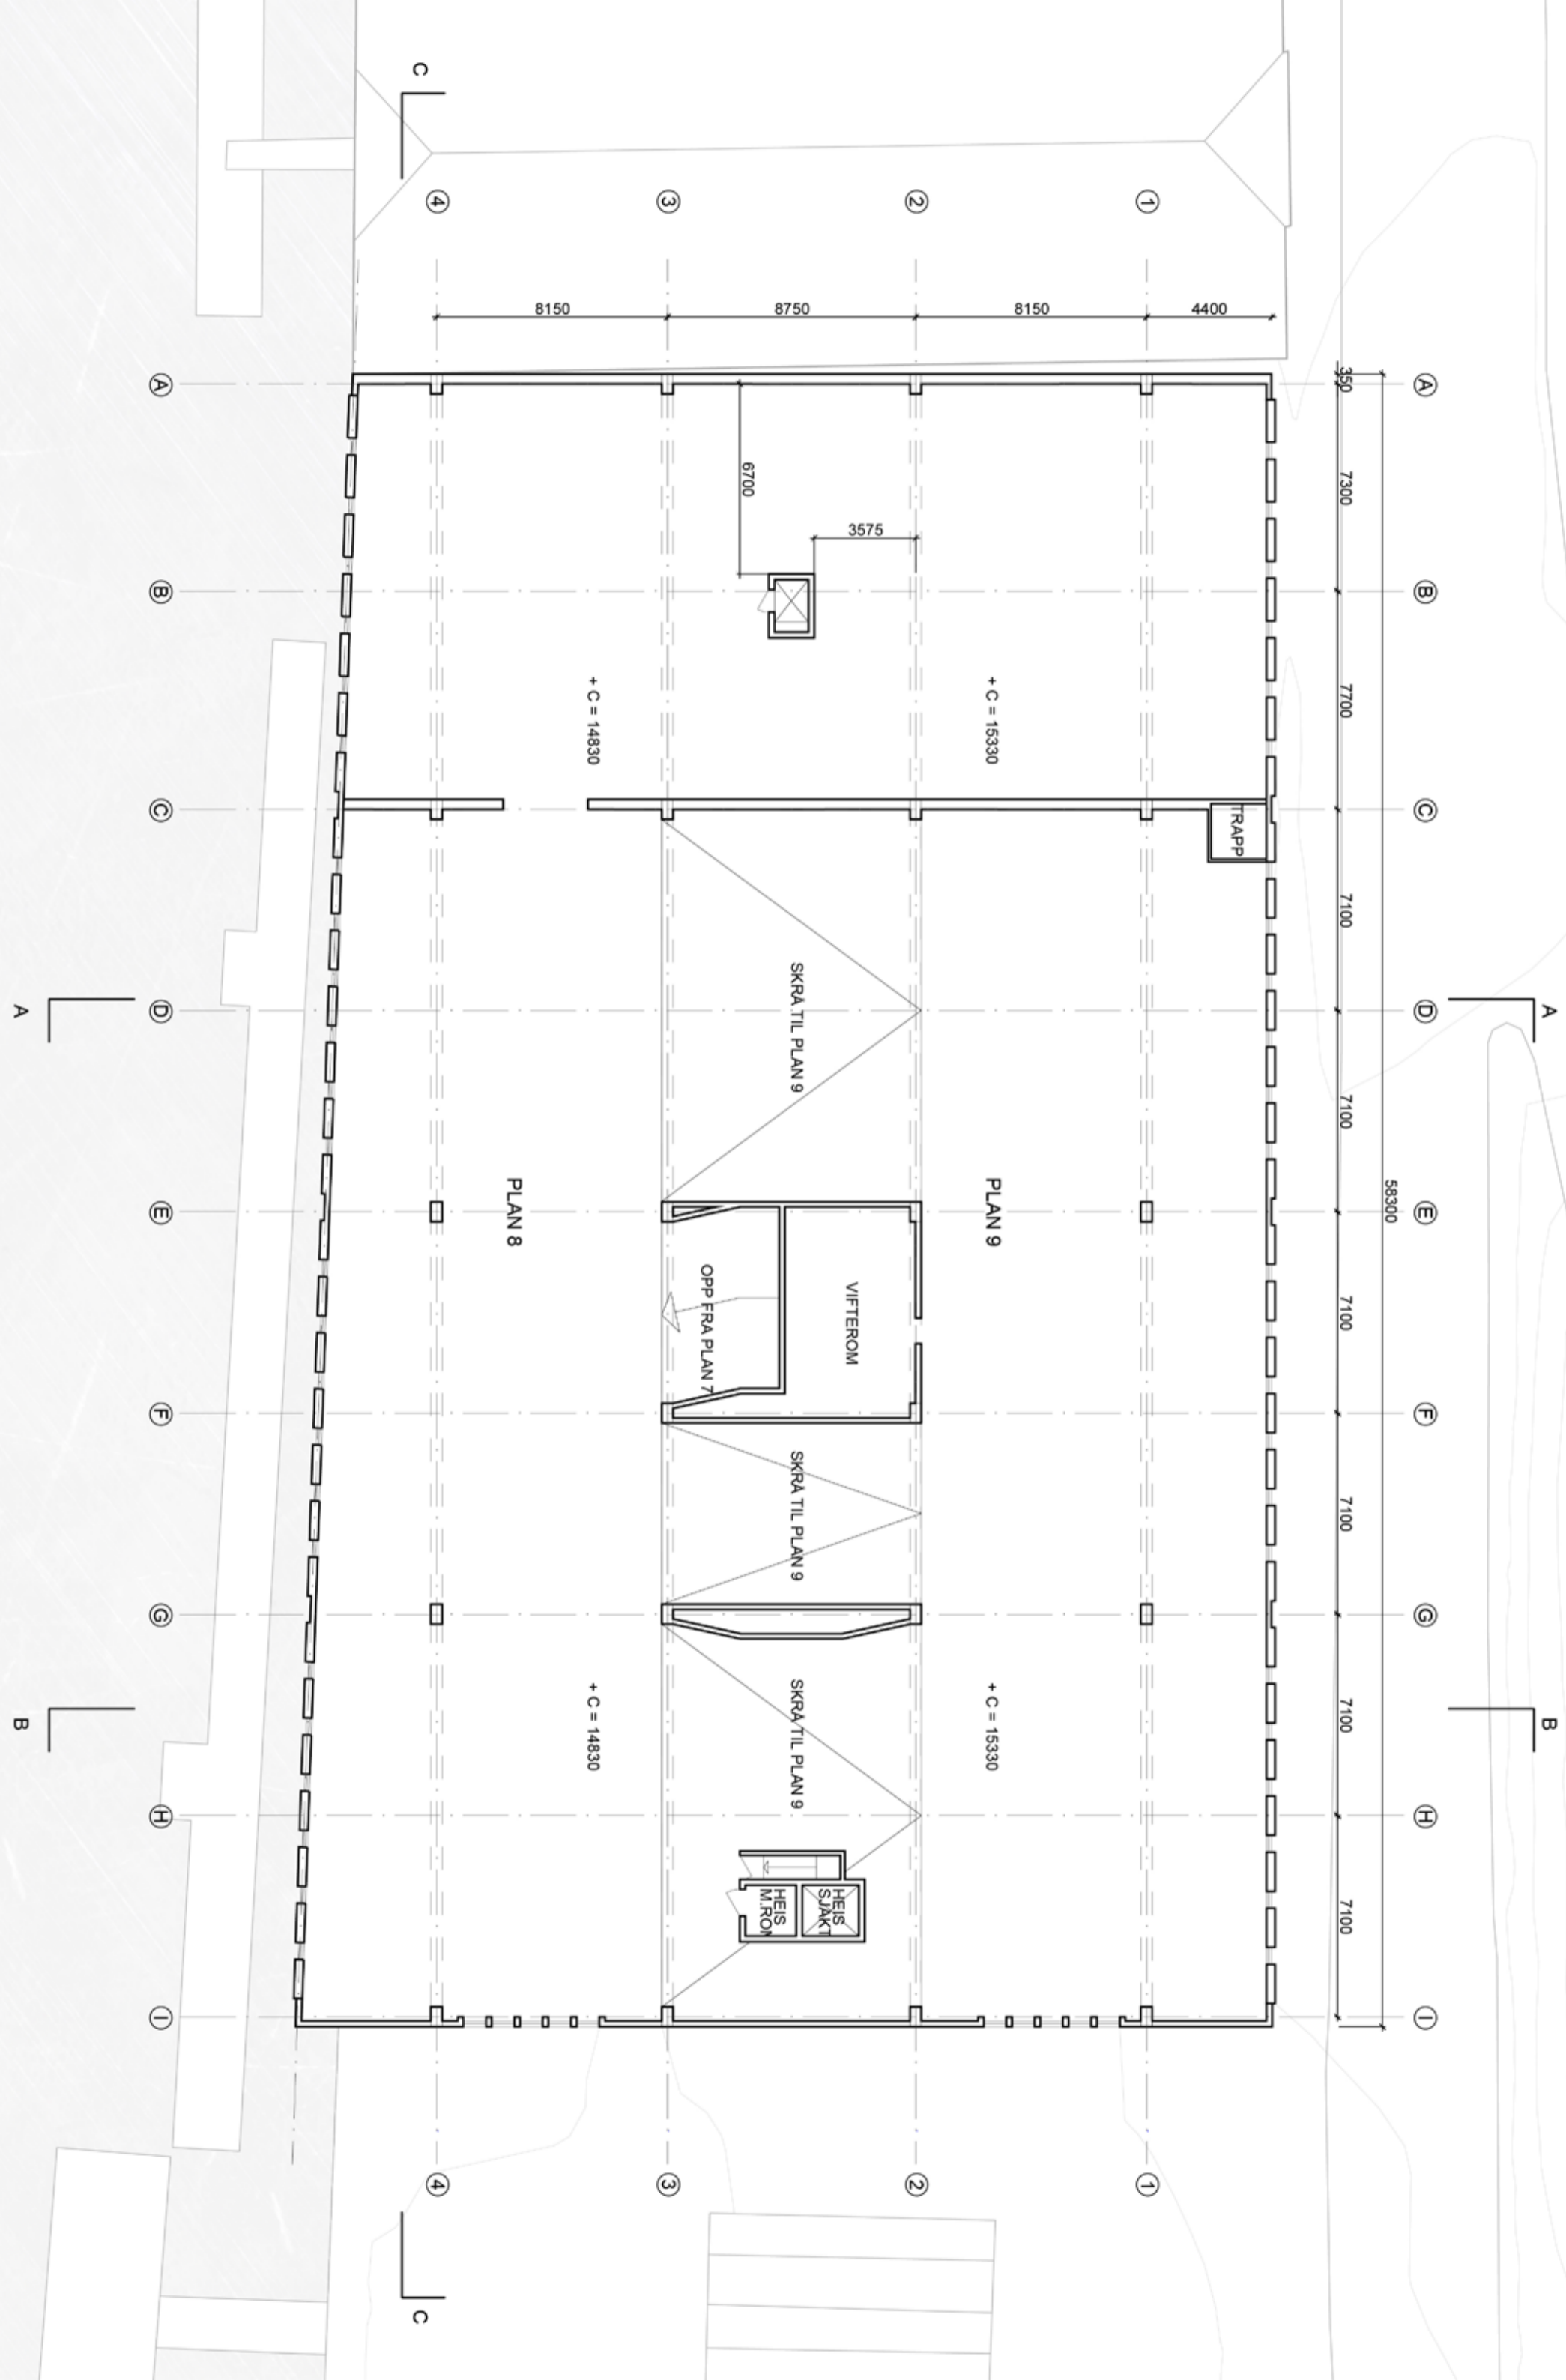 C
4
3
2
1
8150
8750
8150
4400
A
350
A
7300
6700
3575
58300
B
B
7700
+ C = 14830
+ C = 15330
C
TRAPP
C
7100
SKRÅ TIL PLAN 9
A
D
D
A
7100
PLAN 8
PLAN 9
E
E
OPP FRA PLAN 7
VIFTEROM
7100
F
F
SKRÅ TIL PLAN 9
7100
G
G
+ C = 14830
SKRÅ TIL PLAN 9
+ C = 15330
7100
B
B
H
H
HEIS
M.ROM
HEIS
SJAKT
7100
I
I
4
3
2
1
C